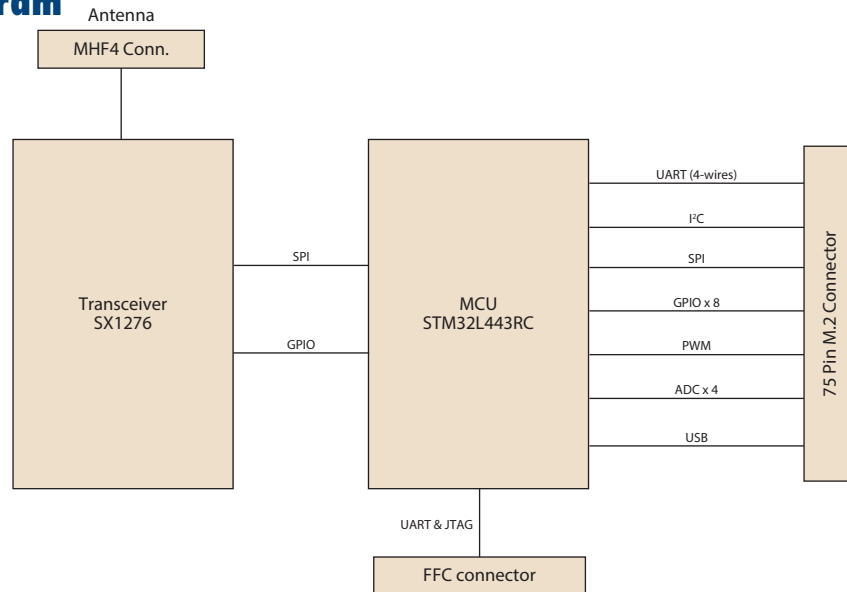 Antenna
MHF4 Conn.
Transceiver
SX1276
SPI
GPIO
MCU
STM32L443RC
UART (4-wires)
I²C
SPI
GPIO x 8
PWM
ADC x 4
USB
75 Pin M.2 Connector
UART & JTAG
FFC connector